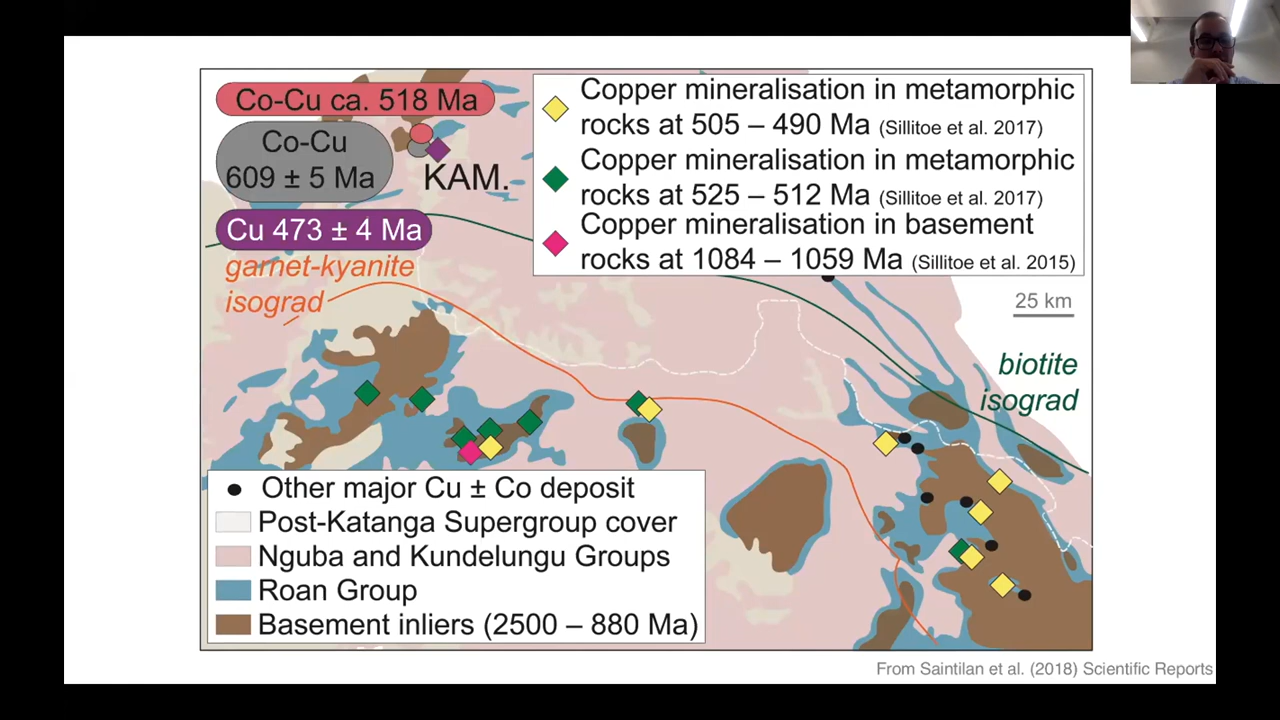 Co-Cu ca. 518 Ma
Co-Cu
609 ± 5 Ma
KAM.
Cu 473 ± 4 Ma
garnet-kyanite
isograd
Copper mineralisation in metamorphic
rocks at 505 – 490 Ma (Sillitoe et al. 2017)
Copper mineralisation in metamorphic
rocks at 525 – 512 Ma (Sillitoe et al. 2017)
Copper mineralisation in basement
rocks at 1084 – 1059 Ma (Sillitoe et al. 2015)
25 km
biotite
isograd
Other major Cu ± Co deposit
Post-Katanga Supergroup cover
Nguba and Kundelungu Groups
Roan Group
Basement inliers (2500 – 880 Ma)
From Saintilan et al. (2018) Scientific Reports